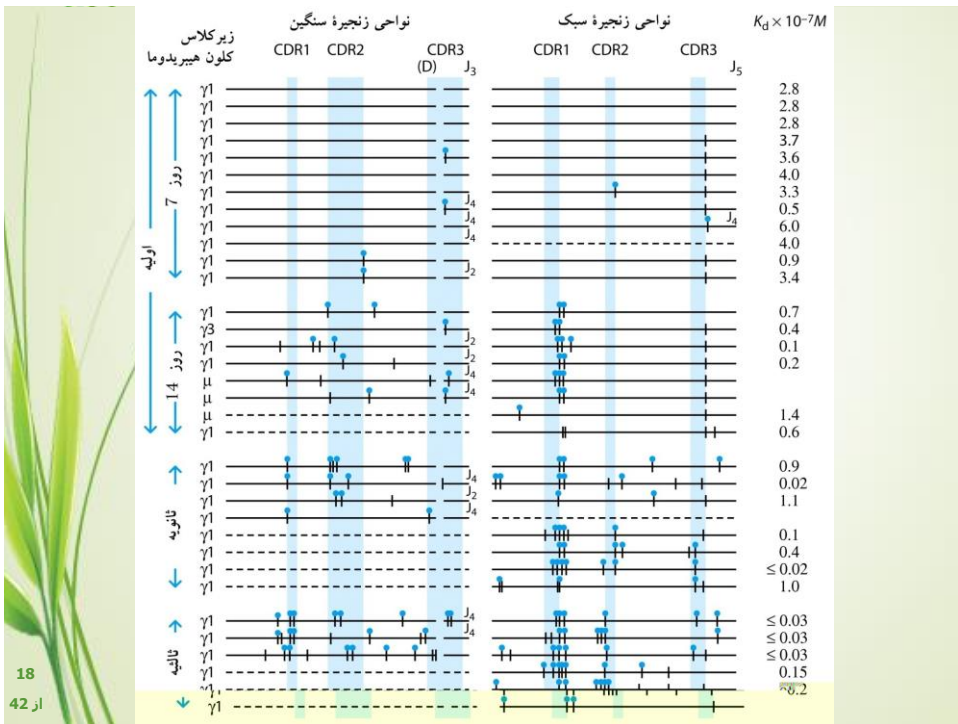 نواحی زنجیرهٔ سنگین نواحی زنجیرهٔ سبک Kd × 10⁻⁷M
زیرکلاس
کلون هیبریدوما
CDR1 CDR2 CDR3 CDR1 CDR2 CDR3
(D) J₃ J₅
γ1 2.8
γ1 2.8
γ1 2.8
γ1 3.7
γ1 3.6
γ1 4.0
γ1 3.3
γ1 J₄ 0.5
γ1 J₄ J₄ 6.0
γ1 J₄ 4.0
γ1 0.9
γ1 J₂ 3.4
7 روز
اولیه
γ1 0.7
γ3 0.4
γ1 J₂ 0.1
γ1 J₂ 0.2
μ J₄
μ J₄
μ 1.4
γ1 0.6
14 روز
γ1 0.9
γ1 J₄ 0.02
γ1 J₂ 1.1
γ1 J₄
γ1 0.1
γ1 0.4
γ1 ≤ 0.02
γ1 1.0
ثانویه
γ1 J₄ ≤ 0.03
γ1 J₄ ≤ 0.03
γ1 ≤ 0.03
γ1 0.15
γ1
γ1
ثالثیه
18
از 42